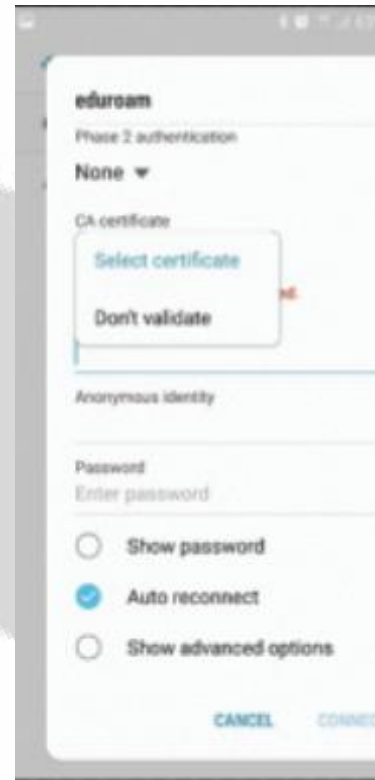 eduroam
Phase 2 authentication
None
CA certificate
Select certificate
Don't validate
Anonymous identity
Password
Enter password
Show password
Auto reconnect
Show advanced options
CANCEL